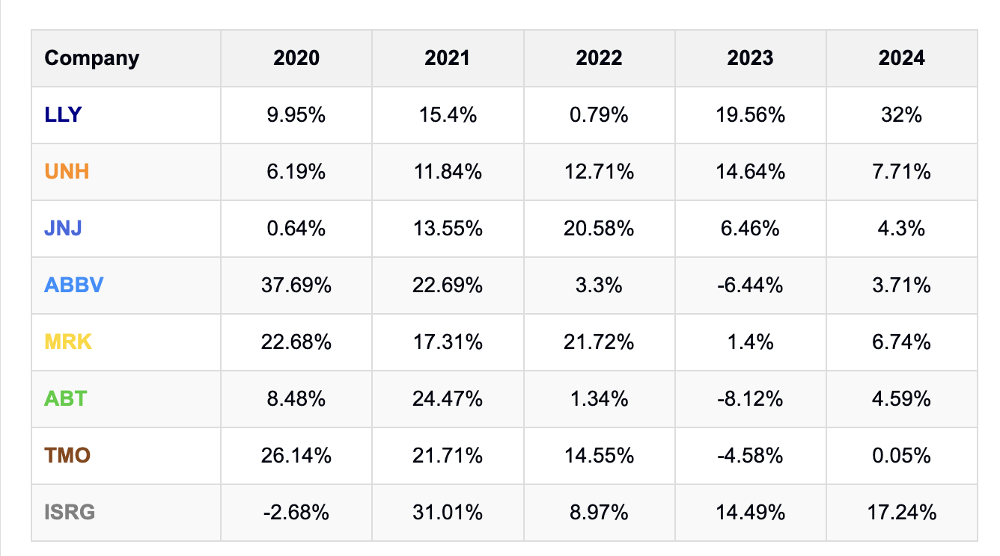 Company 2020 2021 2022 2023 2024
LLY 9.95% 15.4% 0.79% 19.56% 32%
UNH 6.19% 11.84% 12.71% 14.64% 7.71%
JNJ 0.64% 13.55% 20.58% 6.46% 4.3%
ABBV 37.69% 22.69% 3.3% -6.44% 3.71%
MRK 22.68% 17.31% 21.72% 1.4% 6.74%
ABT 8.48% 24.47% 1.34% -8.12% 4.59%
TMO 26.14% 21.71% 14.55% -4.58% 0.05%
ISRG -2.68% 31.01% 8.97% 14.49% 17.24%